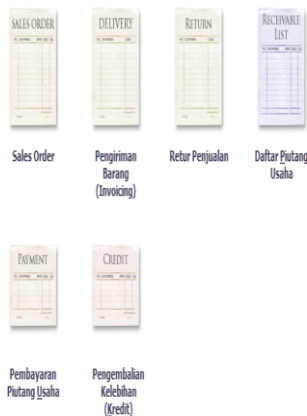 SALES ORDER
DELIVERY
RETURN
RECEIVABLE
LIST
Sales Order
Pengiriman
Barang
(Invoicing)
Retur Penjualan
Daftar Piutang
Usaha
PAYMENT
CREDIT
Pembayaran
Piutang Usaha
Pengembalian
Kelebihan
(Kredit)